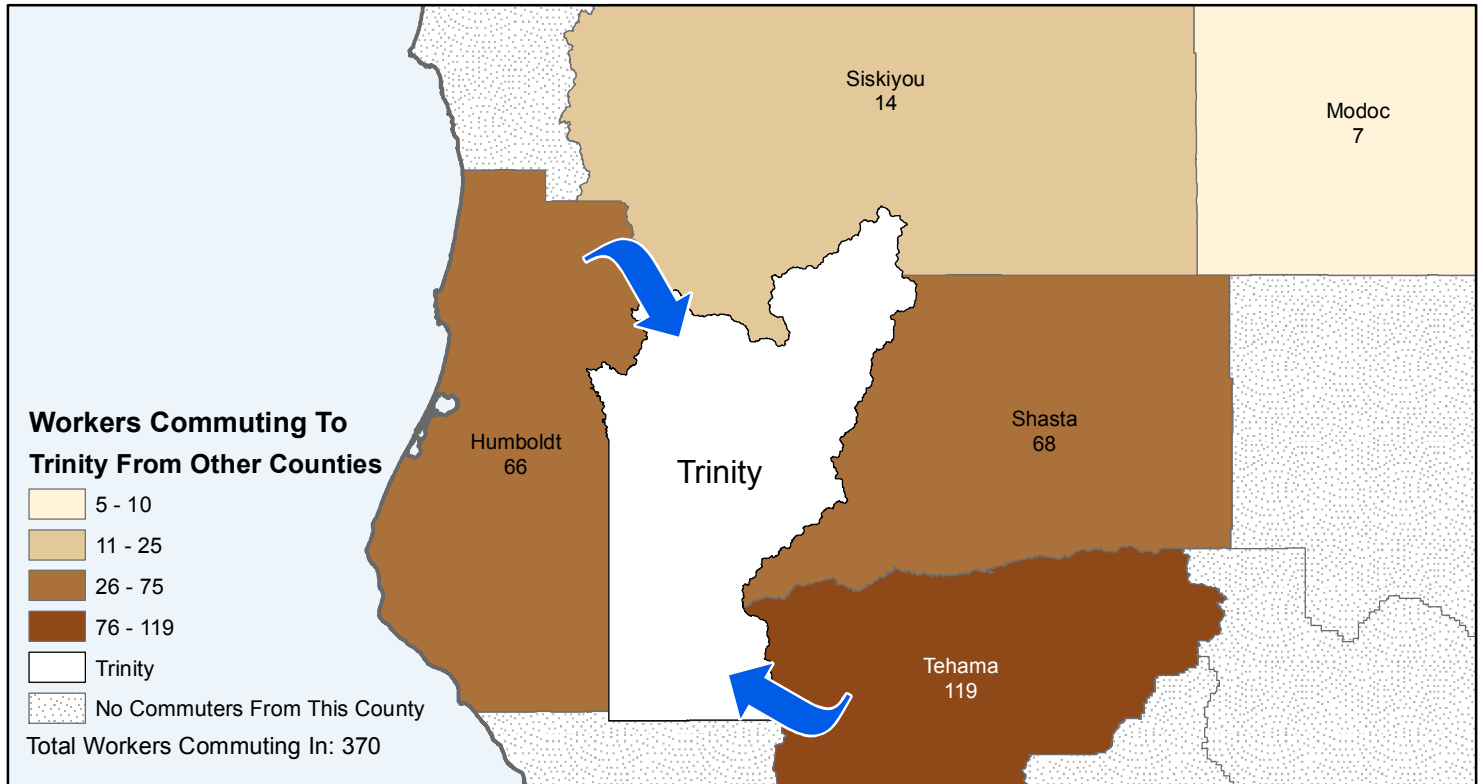 Siskiyou
14
Modoc
7
Humboldt
66
Trinity
Shasta
68
Tehama
119
Workers Commuting To
Trinity From Other Counties
5 - 10
11 - 25
26 - 75
76 - 119
Trinity
No Commuters From This County
Total Workers Commuting In: 370